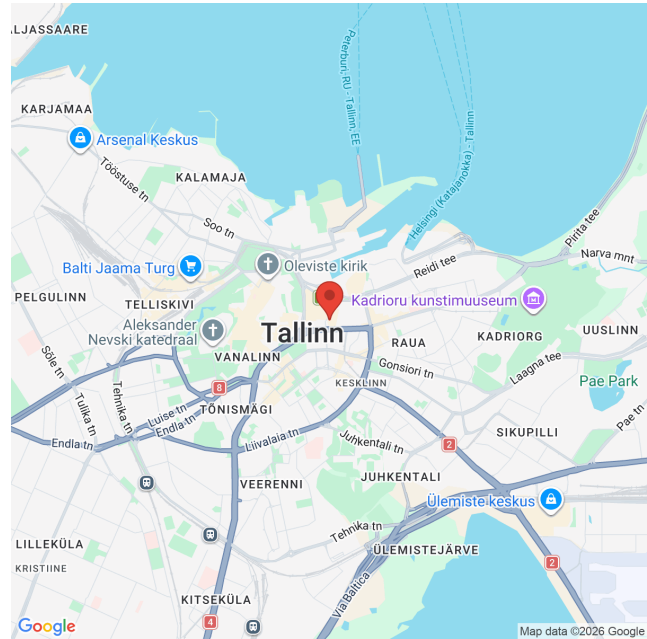 ALJASSAARE
KARJAMAA
Arsenal Keskus
Tööstuse tn
KALAMAJA
Soo tn
Peterburi, RU - Tallinn, EE
Helsingi (Katajanokka) - Tallinn
Pirita tee
Narva mnt
Reidi tee
Oleviste kirik
Balti Jaama Turg
PELGULINN
TELLISKIVI
Kadrioru kunstimuuseum
Aleksander
Nevski katedraal
Tallinn
RAUA
KADRIORG
UUSLINN
VANALINN
Gonsiori tn
Laagna tee
Sõle tn
Tulika tn
Tehnika tn
8
KESKLINN
Pae Park
TÕNISMÄGI
Luise tn
Endla tn
Endla tn
Liivalaia tn
Juhkentali tn
2
SIKUPILLI
Pae tn
VEERENNI
JUHKENTALI
Ülemiste keskus
Tehnika tn
LILLEKÜLA
KRISTIINE
ÜLEMISTEJÄRVE
2
Via Baltica
KITSEKÜLA
4
Google
Map data ©2026 Google